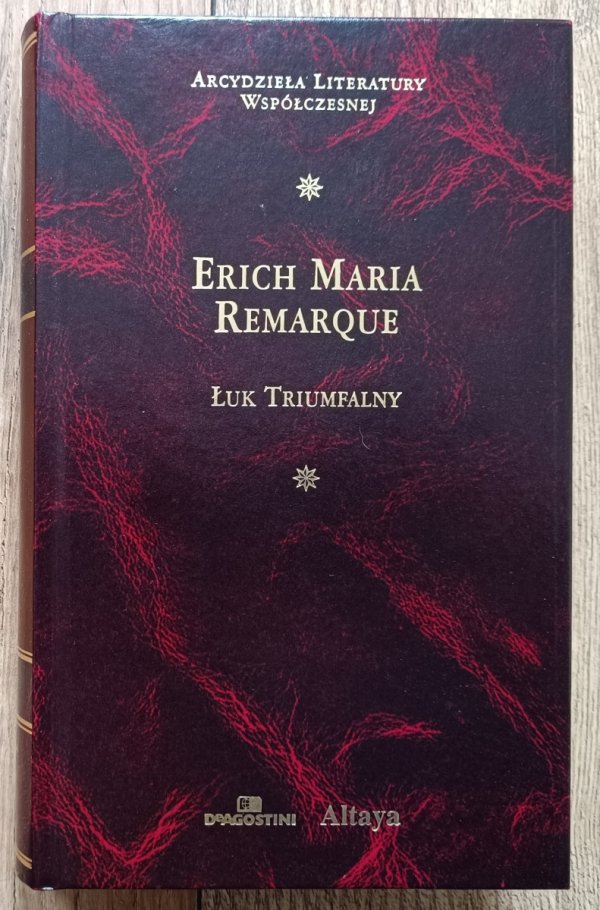 Arcydzieła Literatury
Współczesnej
Erich Maria
Remarque
Łuk Triumfalny
DeAGOSTINI Altaya